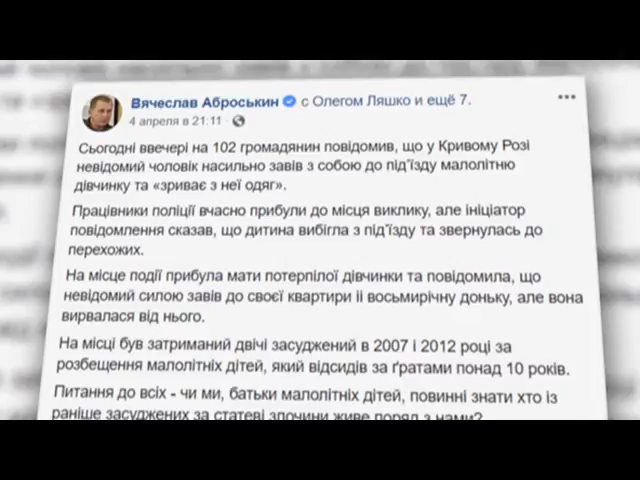 Вячеслав Аброськин с Олегом Ляшко и ещё 7.
4 апреля в 21:11 ·
Сьогодні ввечері на 102 громадянин повідомив, що у Кривому Розі
невідомий чоловік насильно завів з собою до під'їзду малолітню
дівчинку та «зриває з неї одяг».
Працівники поліції вчасно прибули до місця виклику, але ініціатор
повідомлення сказав, що дитина вибігла з під'їзду та звернулась до
перехожих.
На місце події прибула мати потерпілої дівчинки та повідомила, що
невідомий силою завів до своєї квартири іі восьмирічну доньку, але вона
вирвалася від нього.
На місці був затриманий двічі засуджений в 2007 і 2012 році за
розбещення малолітніх дітей, який відсидів за ґратами понад 10 років.
Питання до всіх - чи ми, батьки малолітніх дітей, повинні знати хто із
раніше засуджених за статеві злочини живе поряд з нами?